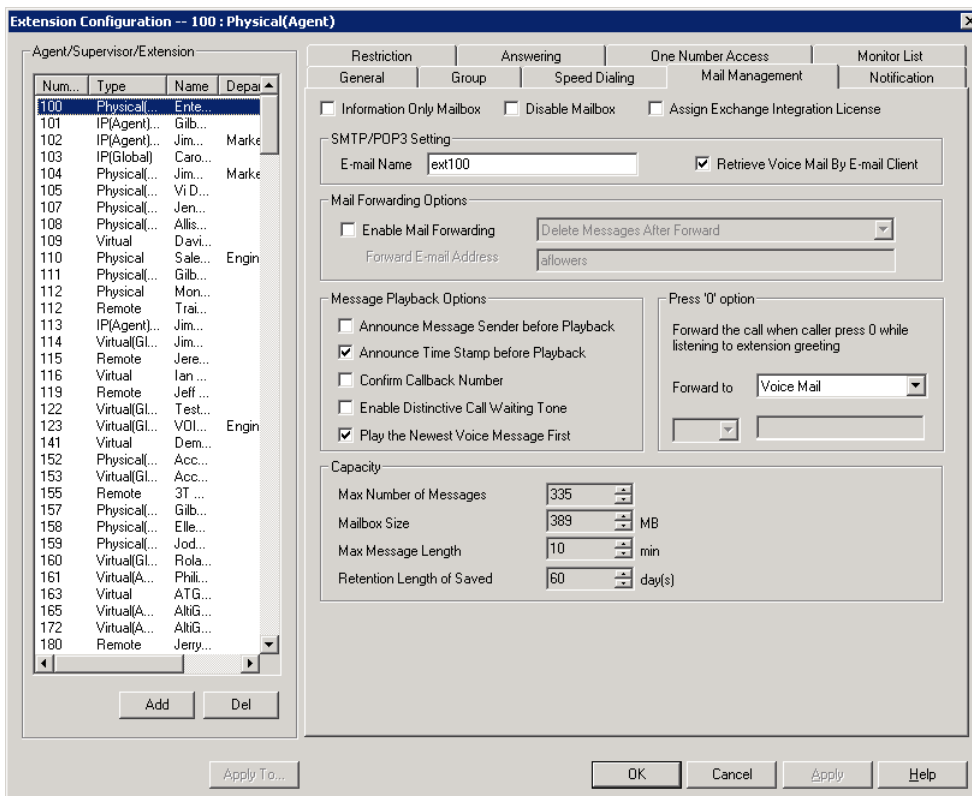 Extension Configuration -- 100 : Physical(Agent)
Agent/Supervisor/Extension
Num... Type Name Depar
100 Physical(... Ente...
101 IP(Agent)... Gilb...
102 IP(Agent)... Jim... Marke
103 IP(Global) Caro...
104 Physical(... Jim... Marke
105 Physical(... Vi D...
107 Physical(... Jen...
108 Physical(... Allis...
109 Virtual Davi...
110 Physical Sale... Engin
111 Physical(... Gilb...
112 Physical Mon...
112 Remote Trai...
113 IP(Agent)... Jim...
114 Virtual(Gl... Jim...
115 Remote Jere...
116 Virtual Ian ...
119 Remote Jeff ...
122 Virtual(Gl... Test...
123 Virtual(Gl... VOI... Engin
141 Virtual Dem...
152 Physical(... Acc...
153 Virtual(Gl... Acc...
155 Remote 3T ...
157 Physical(... Gilb...
158 Physical(... Elle...
159 Physical(... Jod...
160 Virtual(Gl... Rola...
161 Virtual(A... Phili...
163 Virtual ATG...
165 Virtual(A... AltiG...
172 Virtual(A... AltiG...
180 Remote Jerry...
Add Del
Restriction Answering One Number Access Monitor List
General Group Speed Dialing Mail Management Notification
Information Only Mailbox Disable Mailbox Assign Exchange Integration License
SMTP/POP3 Setting
E-mail Name ext100 Retrieve Voice Mail By E-mail Client
Mail Forwarding Options
Enable Mail Forwarding Delete Messages After Forward
Forward E-mail Address aflowers
Message Playback Options
Announce Message Sender before Playback
Announce Time Stamp before Playback
Confirm Callback Number
Enable Distinctive Call Waiting Tone
Play the Newest Voice Message First
Press '0' option
Forward the call when caller press 0 while
listening to extension greeting
Forward to Voice Mail
Capacity
Max Number of Messages 335
Mailbox Size 389 MB
Max Message Length 10 min
Retention Length of Saved 60 day(s)
Apply To... OK Cancel Apply Help